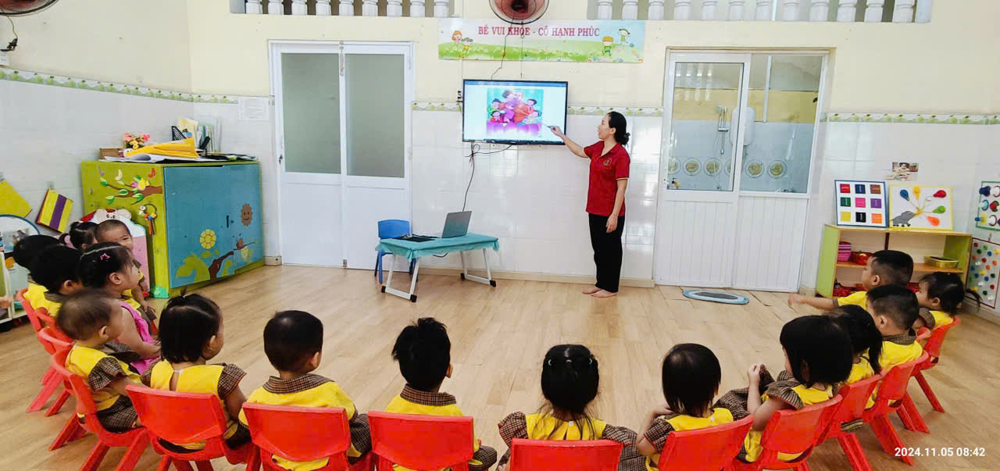 BÉ VUI KHỎE - CÔ HẠNH PHÚC
2024.11.05 08:42